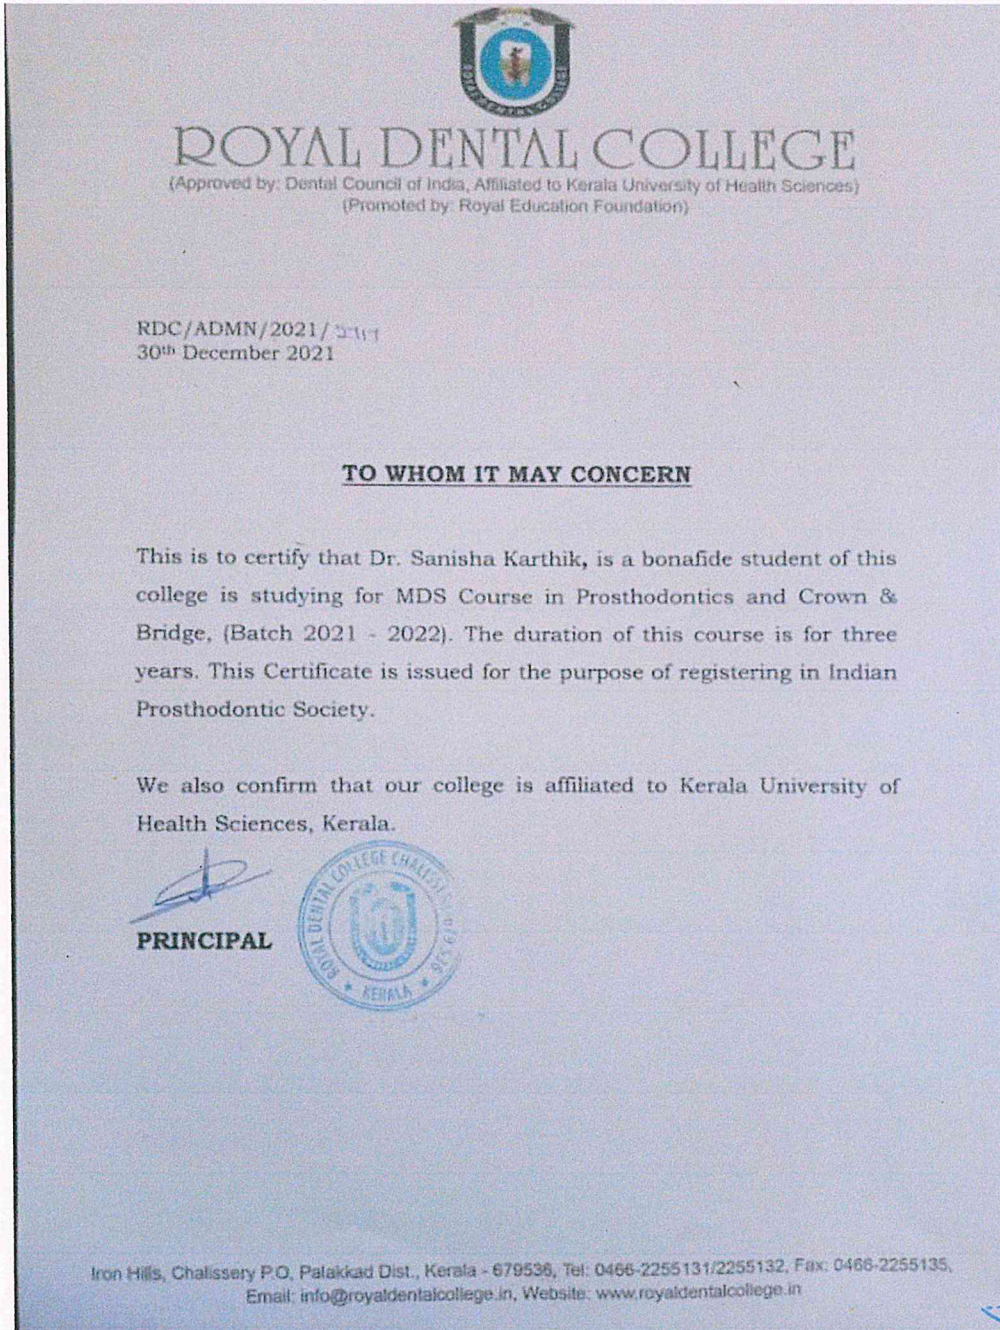 ROYAL DENTAL COLLEGE
(Approved by: Dental Council of India, Affiliated to Kerala University of Health Sciences)
(Promoted by: Royal Education Foundation)
RDC/ADMN/2021/
30th December 2021
TO WHOM IT MAY CONCERN
This is to certify that Dr. Sanisha Karthik, is a bonafide student of this
college is studying for MDS Course in Prosthodontics and Crown &
Bridge, (Batch 2021 - 2022). The duration of this course is for three
years. This Certificate is issued for the purpose of registering in Indian
Prosthodontic Society.
We also confirm that our college is affiliated to Kerala University of
Health Sciences, Kerala.
PRINCIPAL
ROYAL DENTAL COLLEGE
KERALA
Iron Hills, Chalissery P.O, Palakkad Dist., Kerala - 679536, Tel: 0466-2255131/2255132, Fax: 0466-2255135,
Email: info@royaldentalcollege.in, Website: www.royaldentalcollege.in